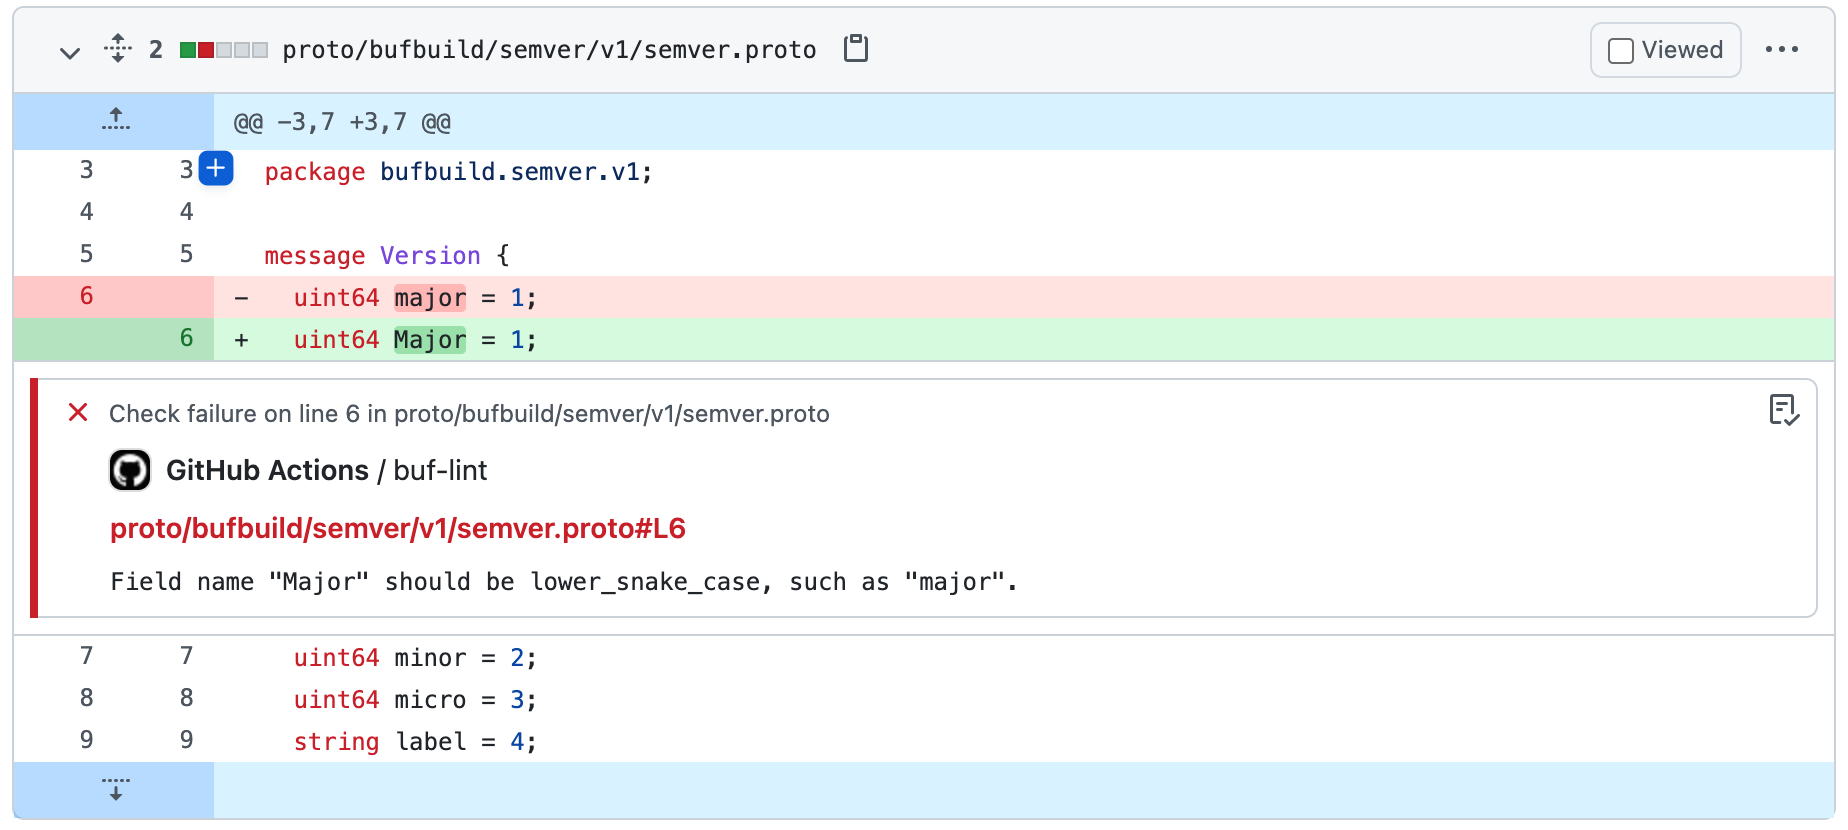 2 proto/bufbuild/semver/v1/semver.proto Viewed
@@ -3,7 +3,7 @@
3 3 package bufbuild.semver.v1;
4 4
5 5 message Version {
6 - uint64 major = 1;
6 + uint64 Major = 1;
Check failure on line 6 in proto/bufbuild/semver/v1/semver.proto
GitHub Actions / buf-lint
proto/bufbuild/semver/v1/semver.proto#L6
Field name "Major" should be lower_snake_case, such as "major".
7 7 uint64 minor = 2;
8 8 uint64 micro = 3;
9 9 string label = 4;